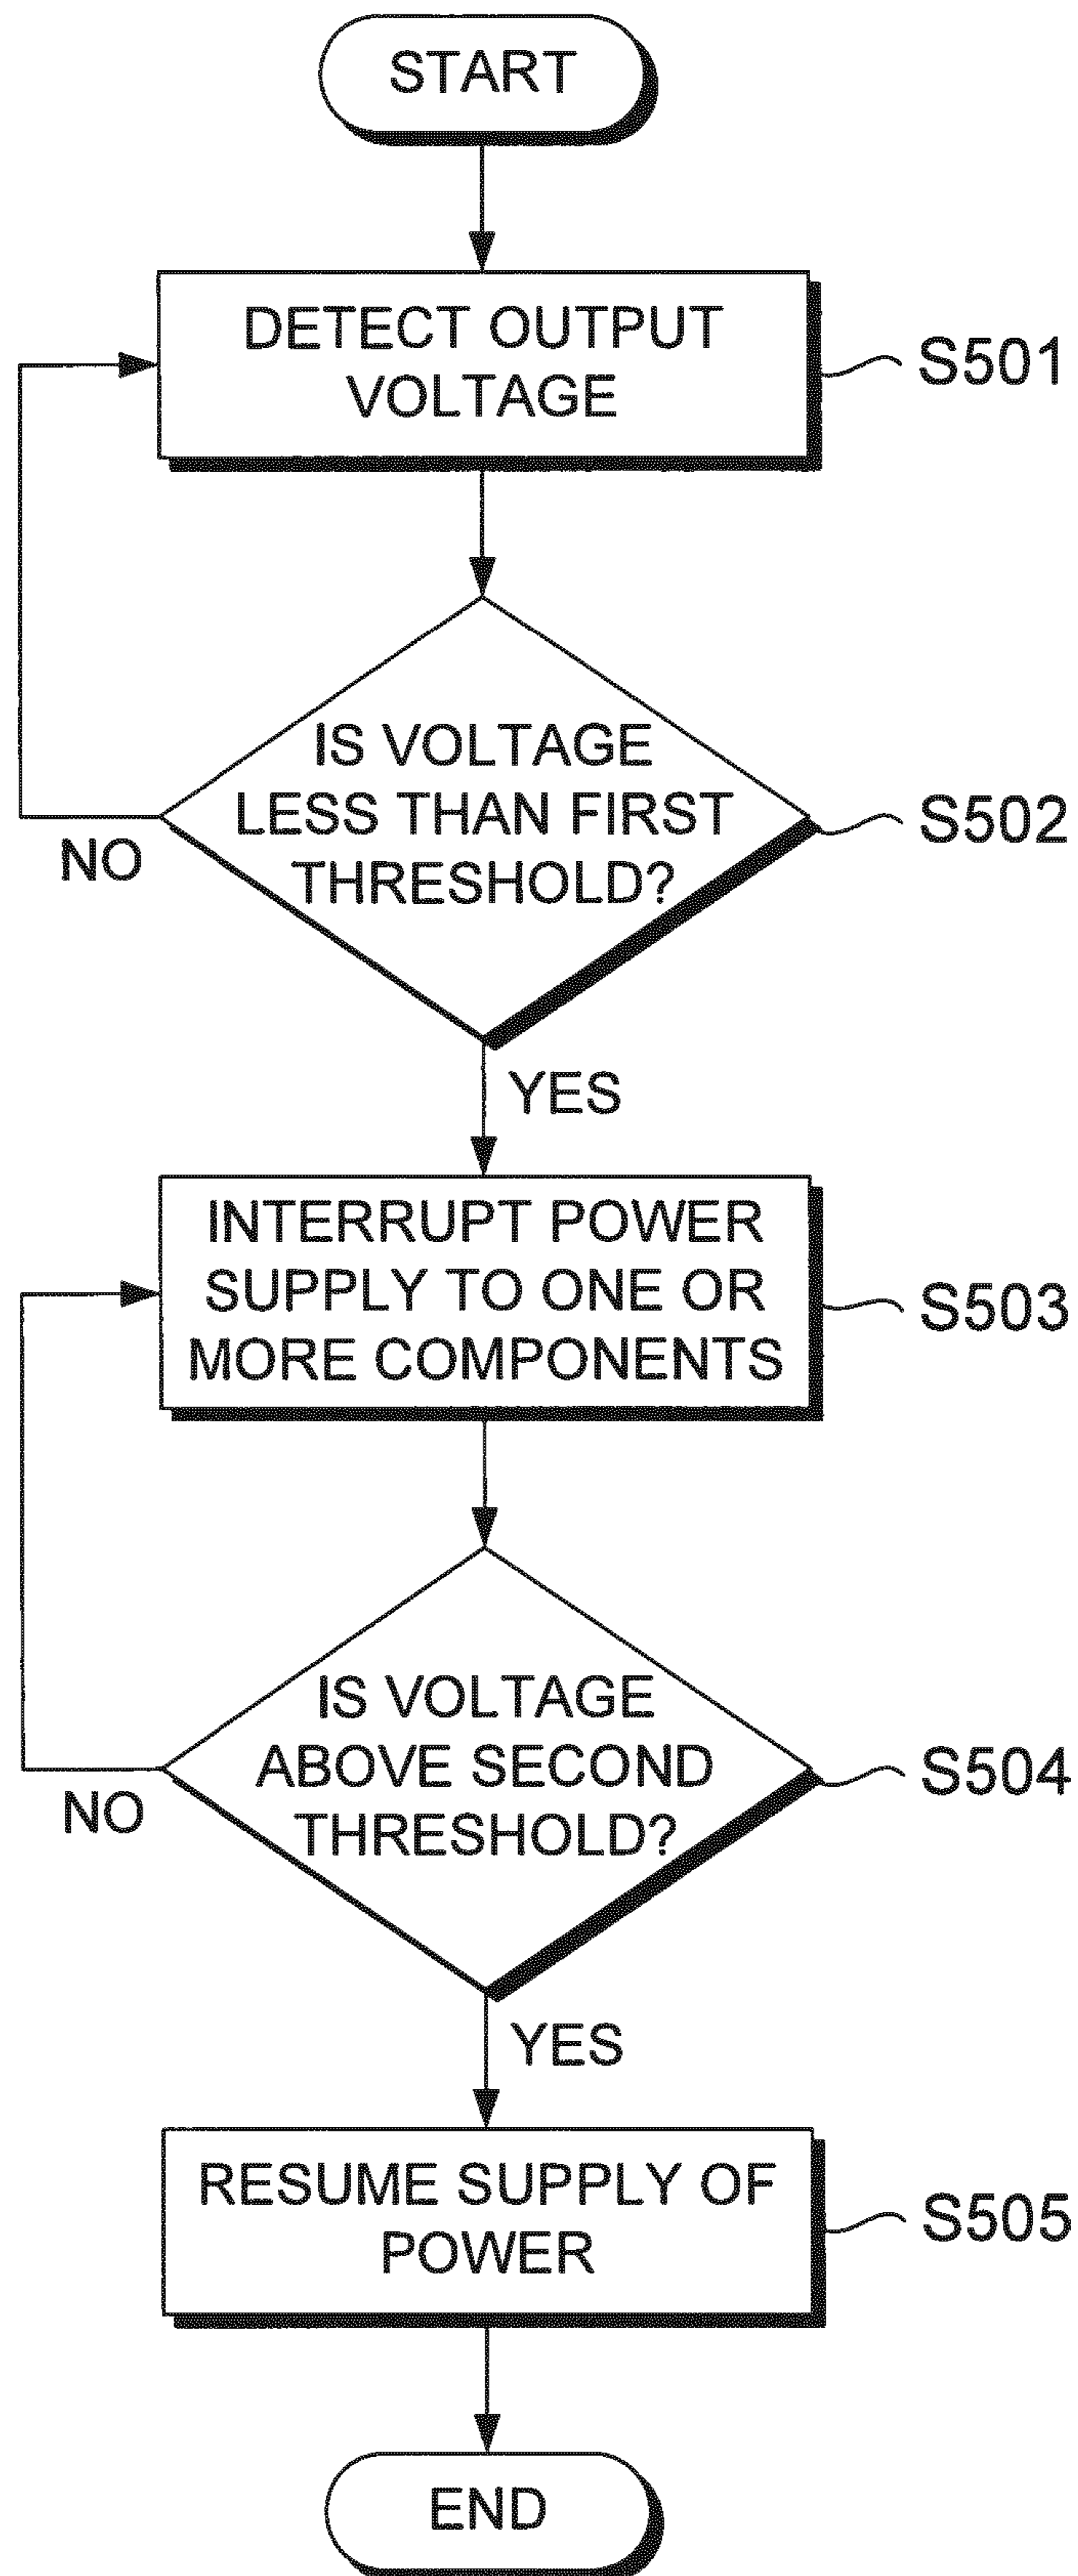 START
DETECT OUTPUT
VOLTAGE
S501
IS VOLTAGE
LESS THAN FIRST
THRESHOLD?
S502
NO
YES
INTERRUPT POWER
SUPPLY TO ONE OR
MORE COMPONENTS
S503
IS VOLTAGE
ABOVE SECOND
THRESHOLD?
S504
NO
YES
RESUME SUPPLY OF
POWER
S505
END